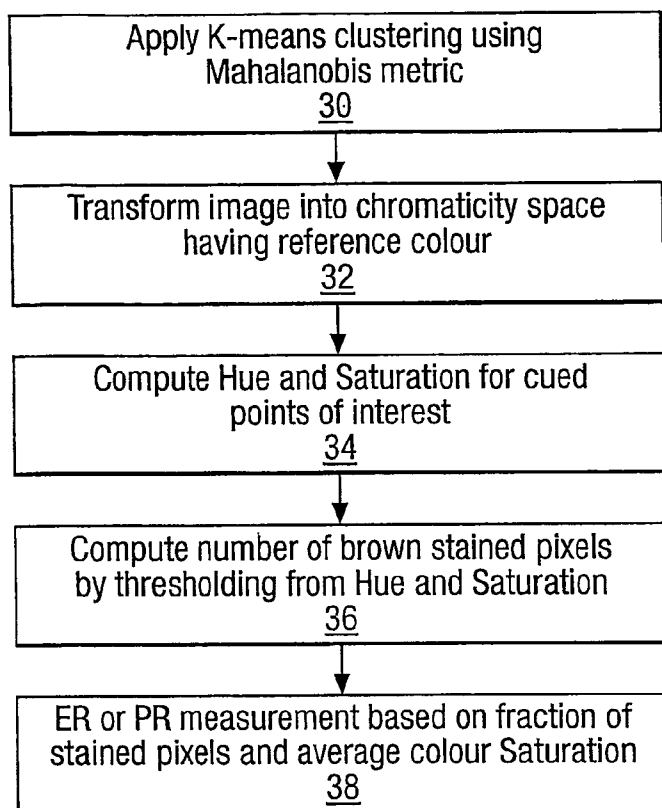 Apply K-means clustering using
Mahalanobis metric
30
Transform image into chromaticity space
having reference colour
32
Compute Hue and Saturation for cued
points of interest
34
Compute number of brown stained pixels
by thresholding from Hue and Saturation
36
ER or PR measurement based on fraction of
stained pixels and average colour Saturation
38